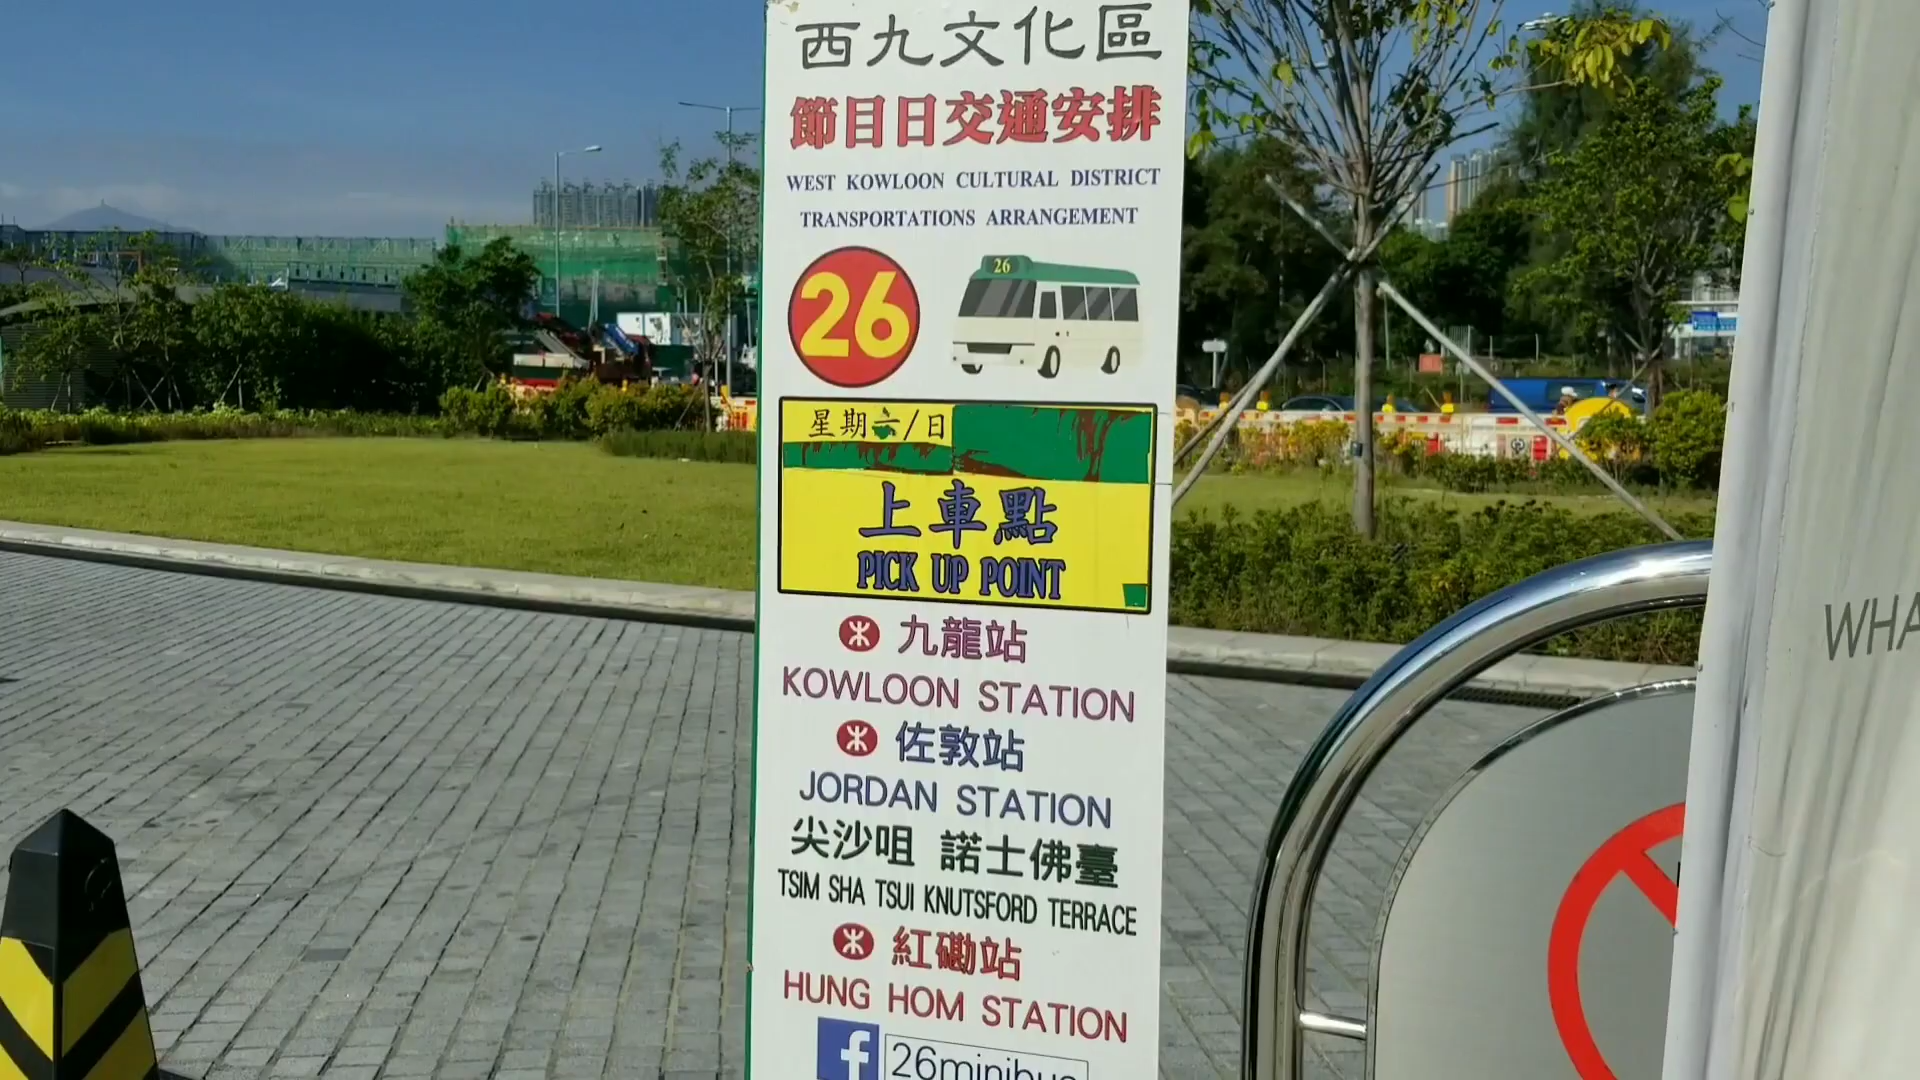 西九文化區
節目日交通安排
WEST KOWLOON CULTURAL DISTRICT
TRANSPORTATIONS ARRANGEMENT
26
26
星期六/日
上車點
PICK UP POINT
九龍站
KOWLOON STATION
佐敦站
JORDAN STATION
尖沙咀 諾士佛臺
TSIM SHA TSUI KNUTSFORD TERRACE
紅磡站
HUNG HOM STATION
f 26minibus
WHA